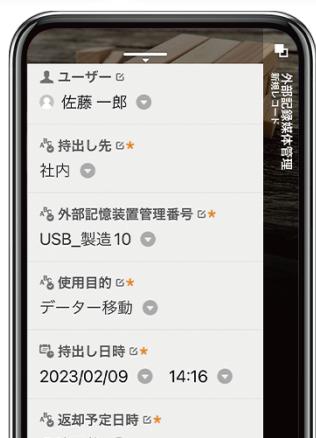 ユーザー
佐藤 一郎
持出し先
社内
外部記憶装置管理番号
USB_製造10
使用目的
データー移動
持出し日時
2023/02/09 14:16
返却予定日時
外部記録媒体管理
新規レコード